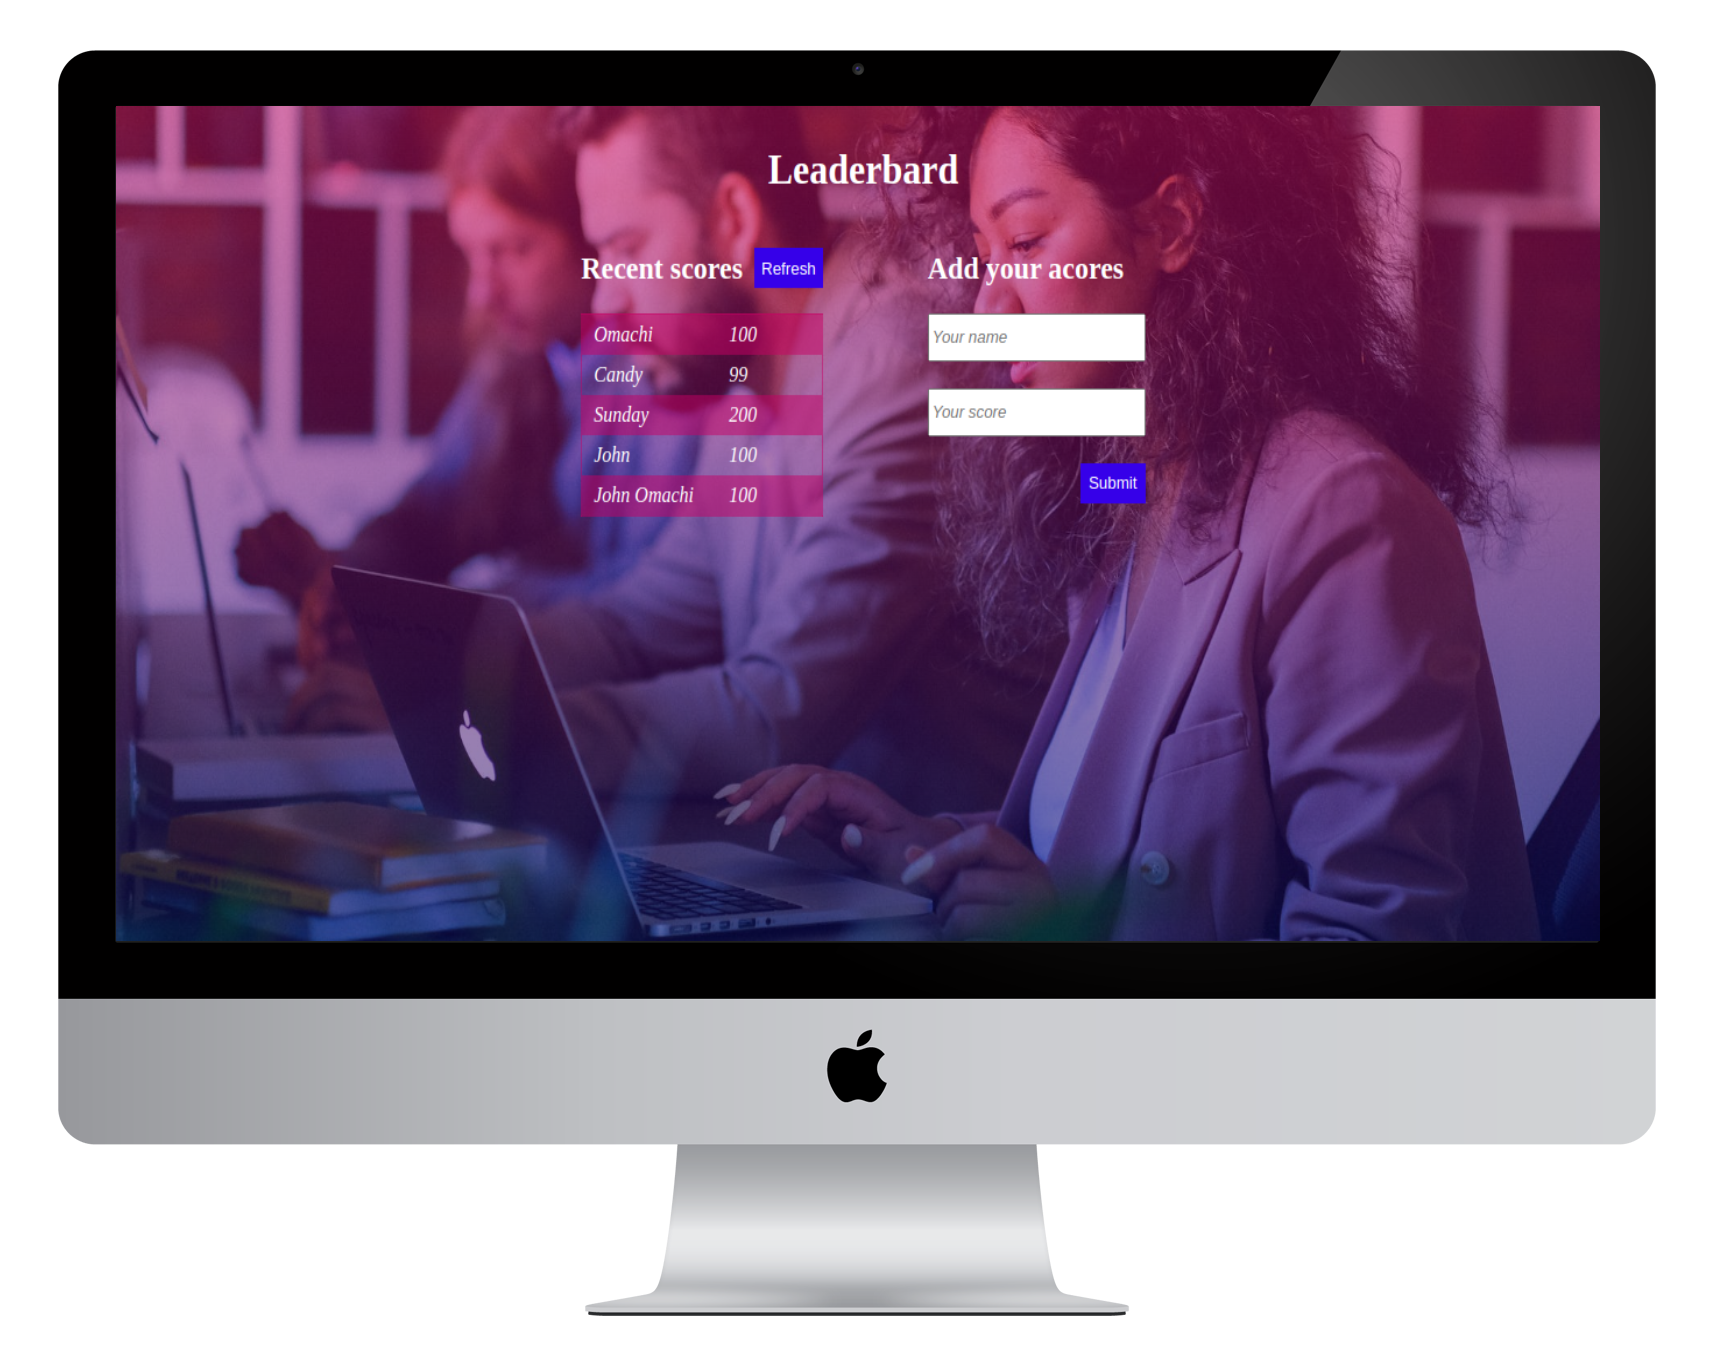 Leaderbard
Recent scores Refresh
Omachi 100
Candy 99
Sunday 200
John 100
John Omachi 100
Add your acores
Your name
Your score
Submit